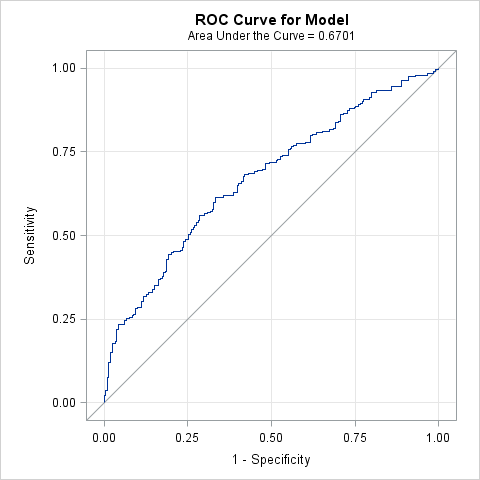 ROC Curve for Model
Area Under the Curve = 0.6701
1.00
0.75
0.50
0.25
0.00
Sensitivity
0.00 0.25 0.50 0.75 1.00
1 - Specificity